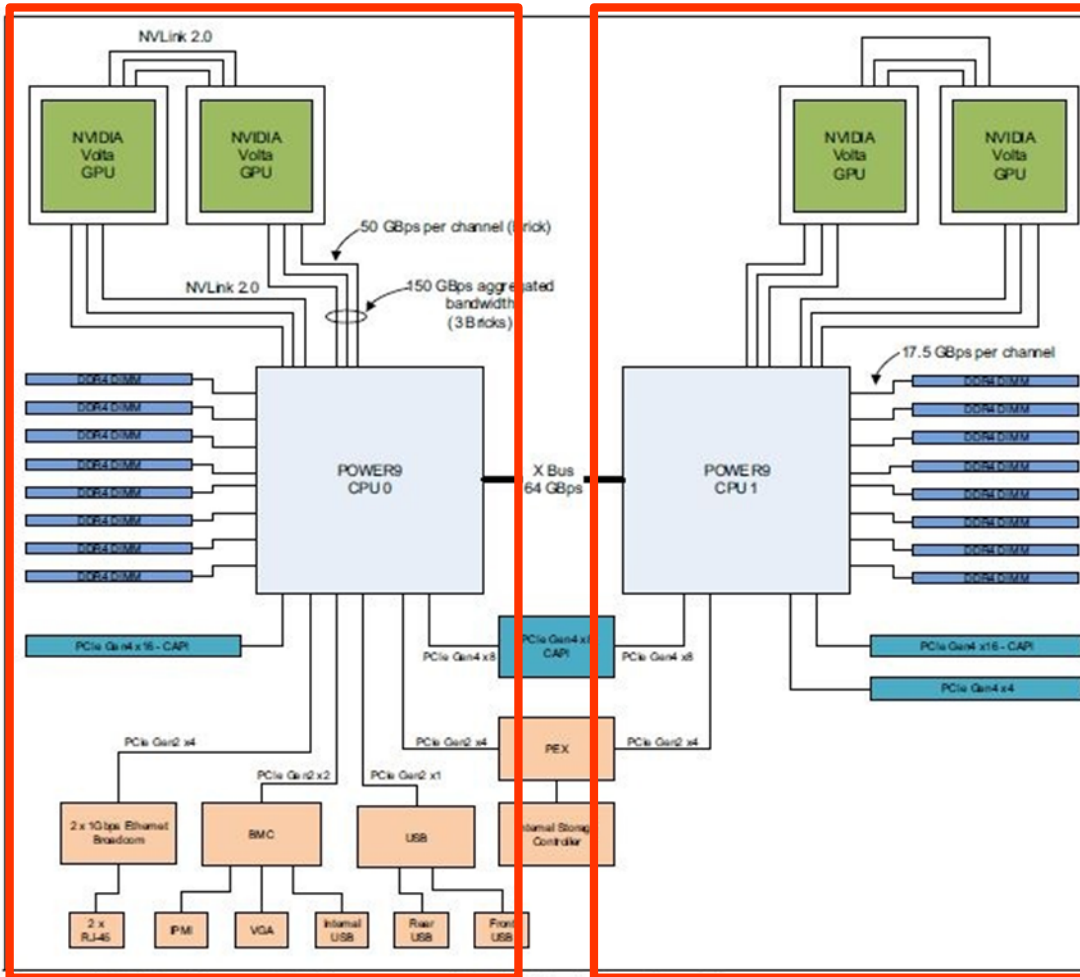 NVLink 2.0
NVIDIA
Volta
GPU
NVIDIA
Volta
GPU
NVIDIA
Volta
GPU
NVIDIA
Volta
GPU
50 GBps per channel (Brick)
NVLink 2.0
150 GBps aggregated
bandwidth
(3 Bricks)
17.5 GBps per channel
DDR4 DIMM
DDR4 DIMM
DDR4 DIMM
DDR4 DIMM
DDR4 DIMM
DDR4 DIMM
DDR4 DIMM
DDR4 DIMM
POWER9
CPU 0
X Bus
64 GBps
POWER9
CPU 1
DDR4 DIMM
DDR4 DIMM
DDR4 DIMM
DDR4 DIMM
DDR4 DIMM
DDR4 DIMM
DDR4 DIMM
DDR4 DIMM
PCIe Gen4 x16 - CAPI
PCIe Gen4 x8
PCIe Gen4
CAPI
PCIe Gen4 x8
PCIe Gen4 x16 - CAPI
PCIe Gen4 x4
PCIe Gen2 x4
PCIe Gen2 x4
PEX
PCIe Gen2 x4
PCIe Gen2 x2
PCIe Gen2 x1
2 x 1Gbps Ethernet
Broadcom
BMC
USB
Internal Storage
Controller
2 x
RJ-45
IPMI
VGA
Internal
USB
Rear
USB
Front
USB